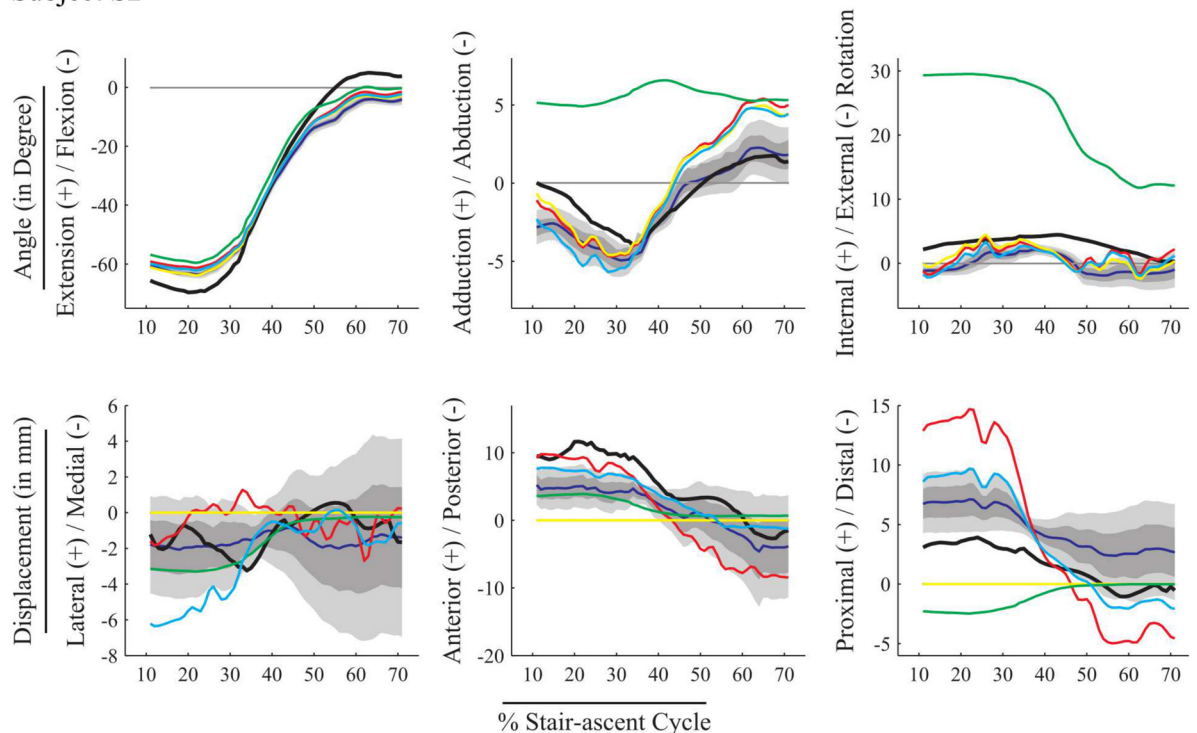 Angle (in Degree)
Extension (+) / Flexion (-)
0
-20
-40
-60
10 20 30 40 50 60 70
Adduction (+) / Abduction (-)
5
0
-5
10 20 30 40 50 60 70
Internal (+) / External (-) Rotation
30
20
10
0
10 20 30 40 50 60 70
Displacement (in mm)
Lateral (+) / Medial (-)
6
4
2
0
-2
-4
-6
-8
10 20 30 40 50 60 70
Anterior (+) / Posterior (-)
10
0
-10
-20
10 20 30 40 50 60 70
Proximal (+) / Distal (-)
15
10
5
0
-5
10 20 30 40 50 60 70
% Stair-ascent Cycle